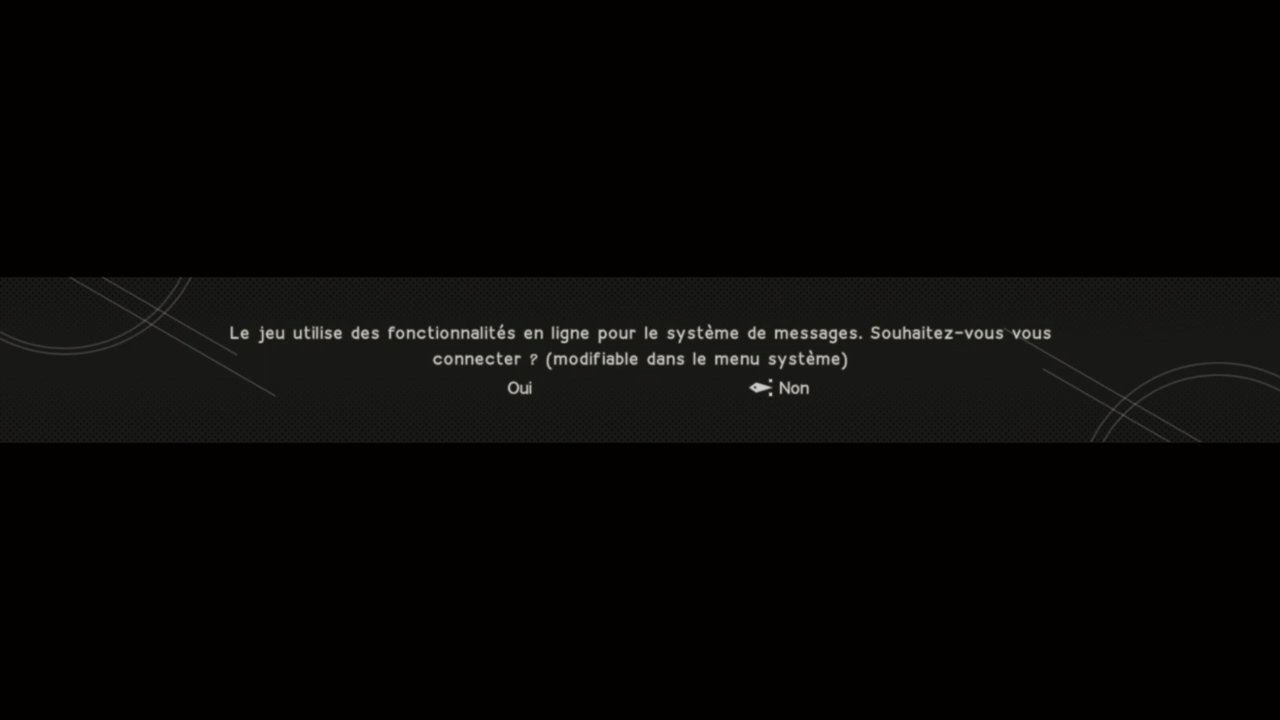 Le jeu utilise des fonctionnalités en ligne pour le système de messages. Souhaitez-vous vous
connecter ? (modifiable dans le menu système)
Oui Non